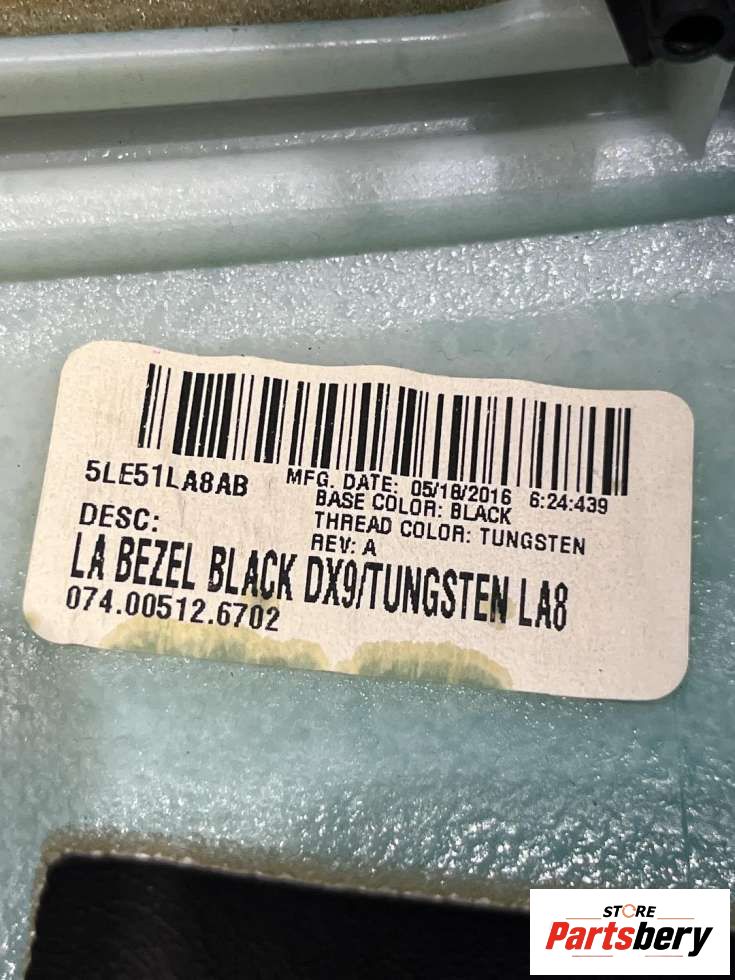 5LE51LA8AB
MFG. DATE: 05/18/2016 6:24:439
BASE COLOR: BLACK
THREAD COLOR: TUNGSTEN
REV: A
DESC:
LA BEZEL BLACK DX9/TUNGSTEN LA8
074.00512.6702
STORE
Partsbery